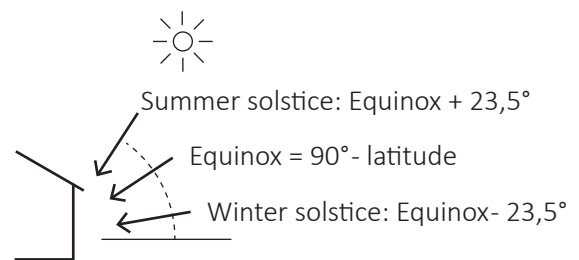 Summer solstice: Equinox + 23,5°
Equinox = 90°- latitude
Winter solstice: Equinox- 23,5°